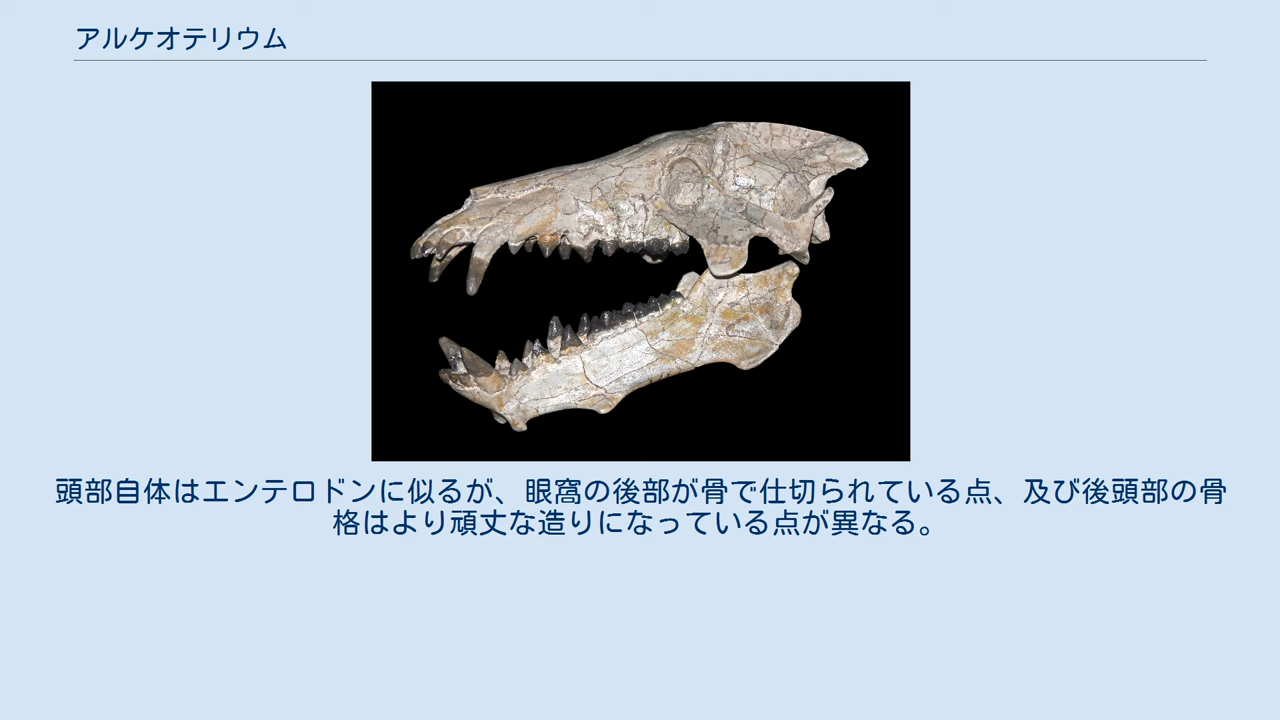 アルケオテリウム
頭部自体はエンテロドンに似るが、眼窩の後部が骨で仕切られている点、及び後頭部の骨
格はより頑丈な造りになっている点が異なる。